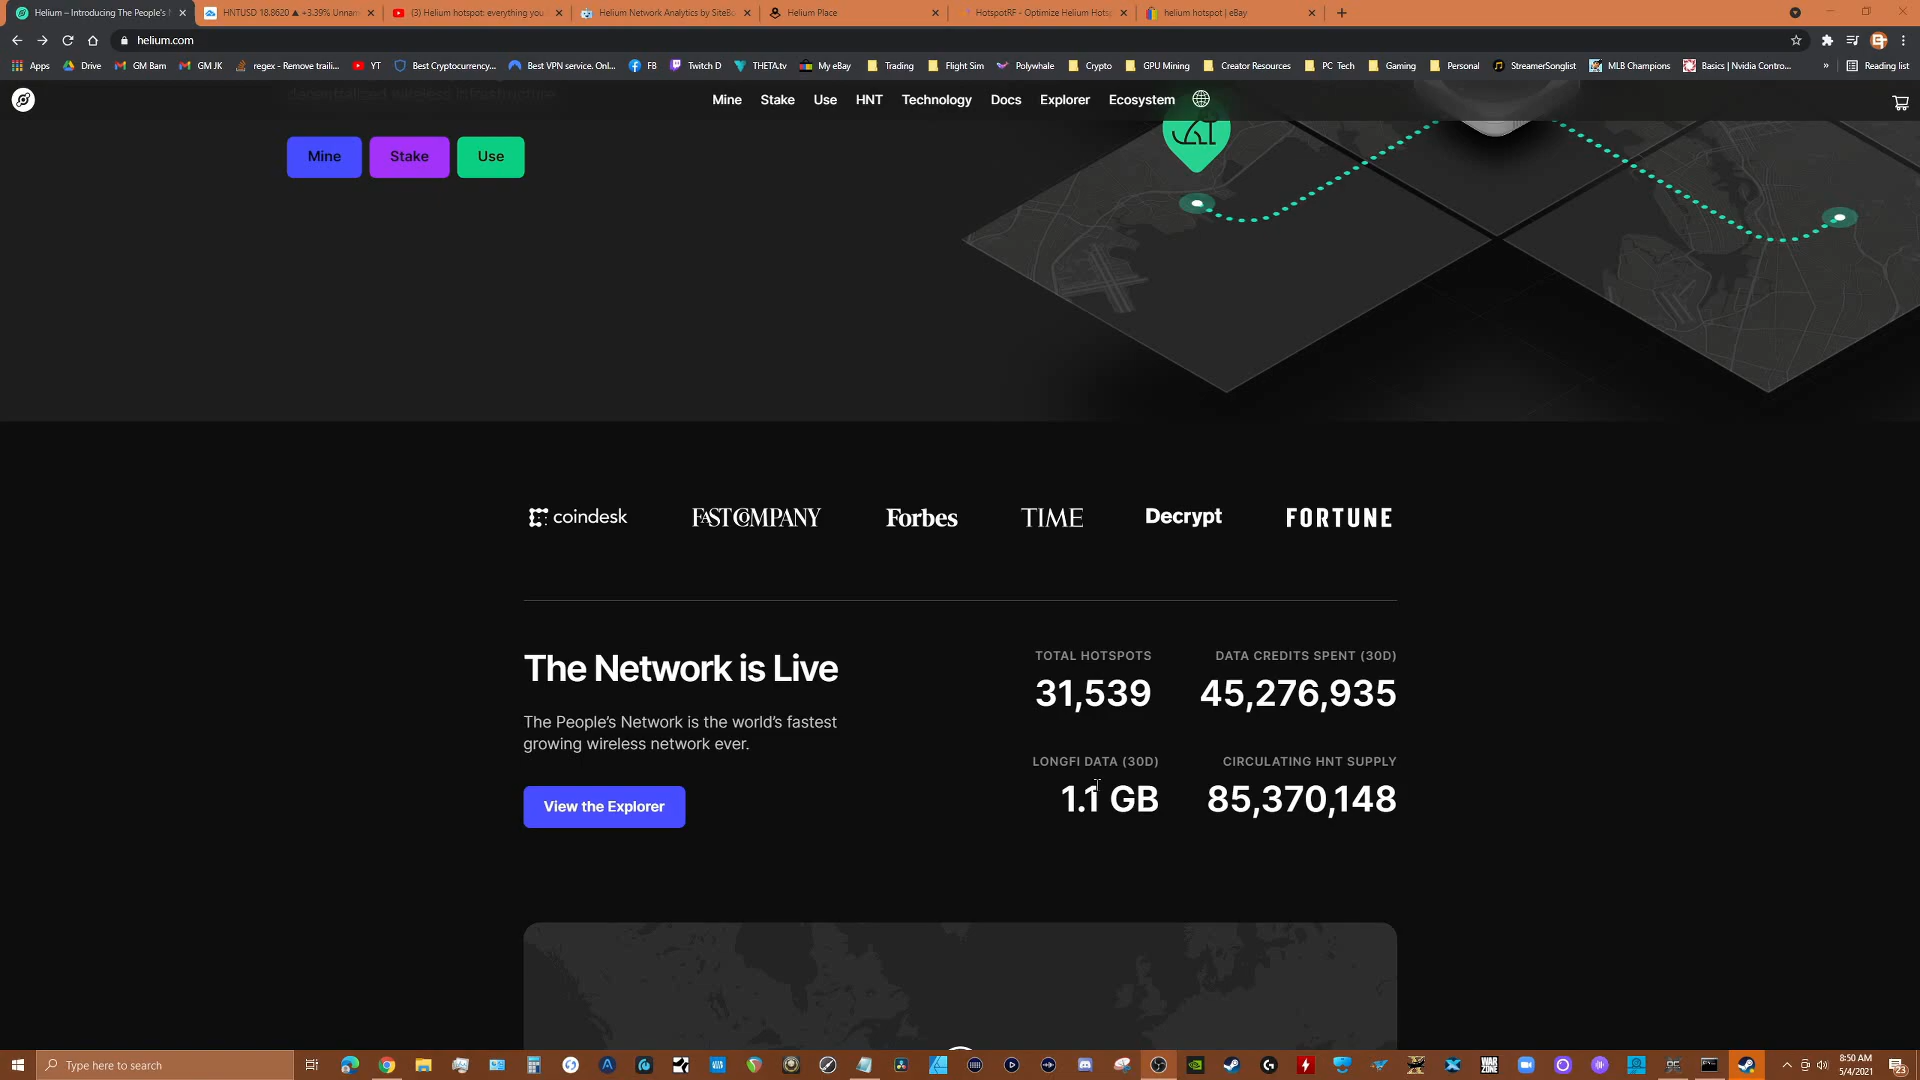 Helium – Introducing The People's N
HNTUSD 18.8620 ▲ +3.39% Unnam
(3) Helium hotspot: everything you
Helium Network Analytics by SiteBo
Helium Place
HotspotRF - Optimize Helium Hots
helium hotspot | eBay
helium.com
Apps
Drive
GM Bam
GM JK
regex - Remove traili...
YT
Best Cryptocurrency...
Best VPN service. Onl...
FB
Twitch D
THETA.tv
My eBay
Trading
Flight Sim
Polywhale
Crypto
GPU Mining
Creator Resources
PC Tech
Gaming
Personal
StreamerSonglist
MLB Champions
Basics | Nvidia Contro...
»
Reading list
decentralized wireless infrastructure.
Mine
Stake
Use
HNT
Technology
Docs
Explorer
Ecosystem
Mine
Stake
Use
coindesk
FAST COMPANY
Forbes
TIME
Decrypt
FORTUNE
The Network is Live
The People's Network is the world's fastest
growing wireless network ever.
View the Explorer
TOTAL HOTSPOTS
31,539
DATA CREDITS SPENT (30D)
45,276,935
LONGFI DATA (30D)
1.1 GB
CIRCULATING HNT SUPPLY
85,370,148
Type here to search
WAR
ZONE
8:50 AM
5/4/2021
23